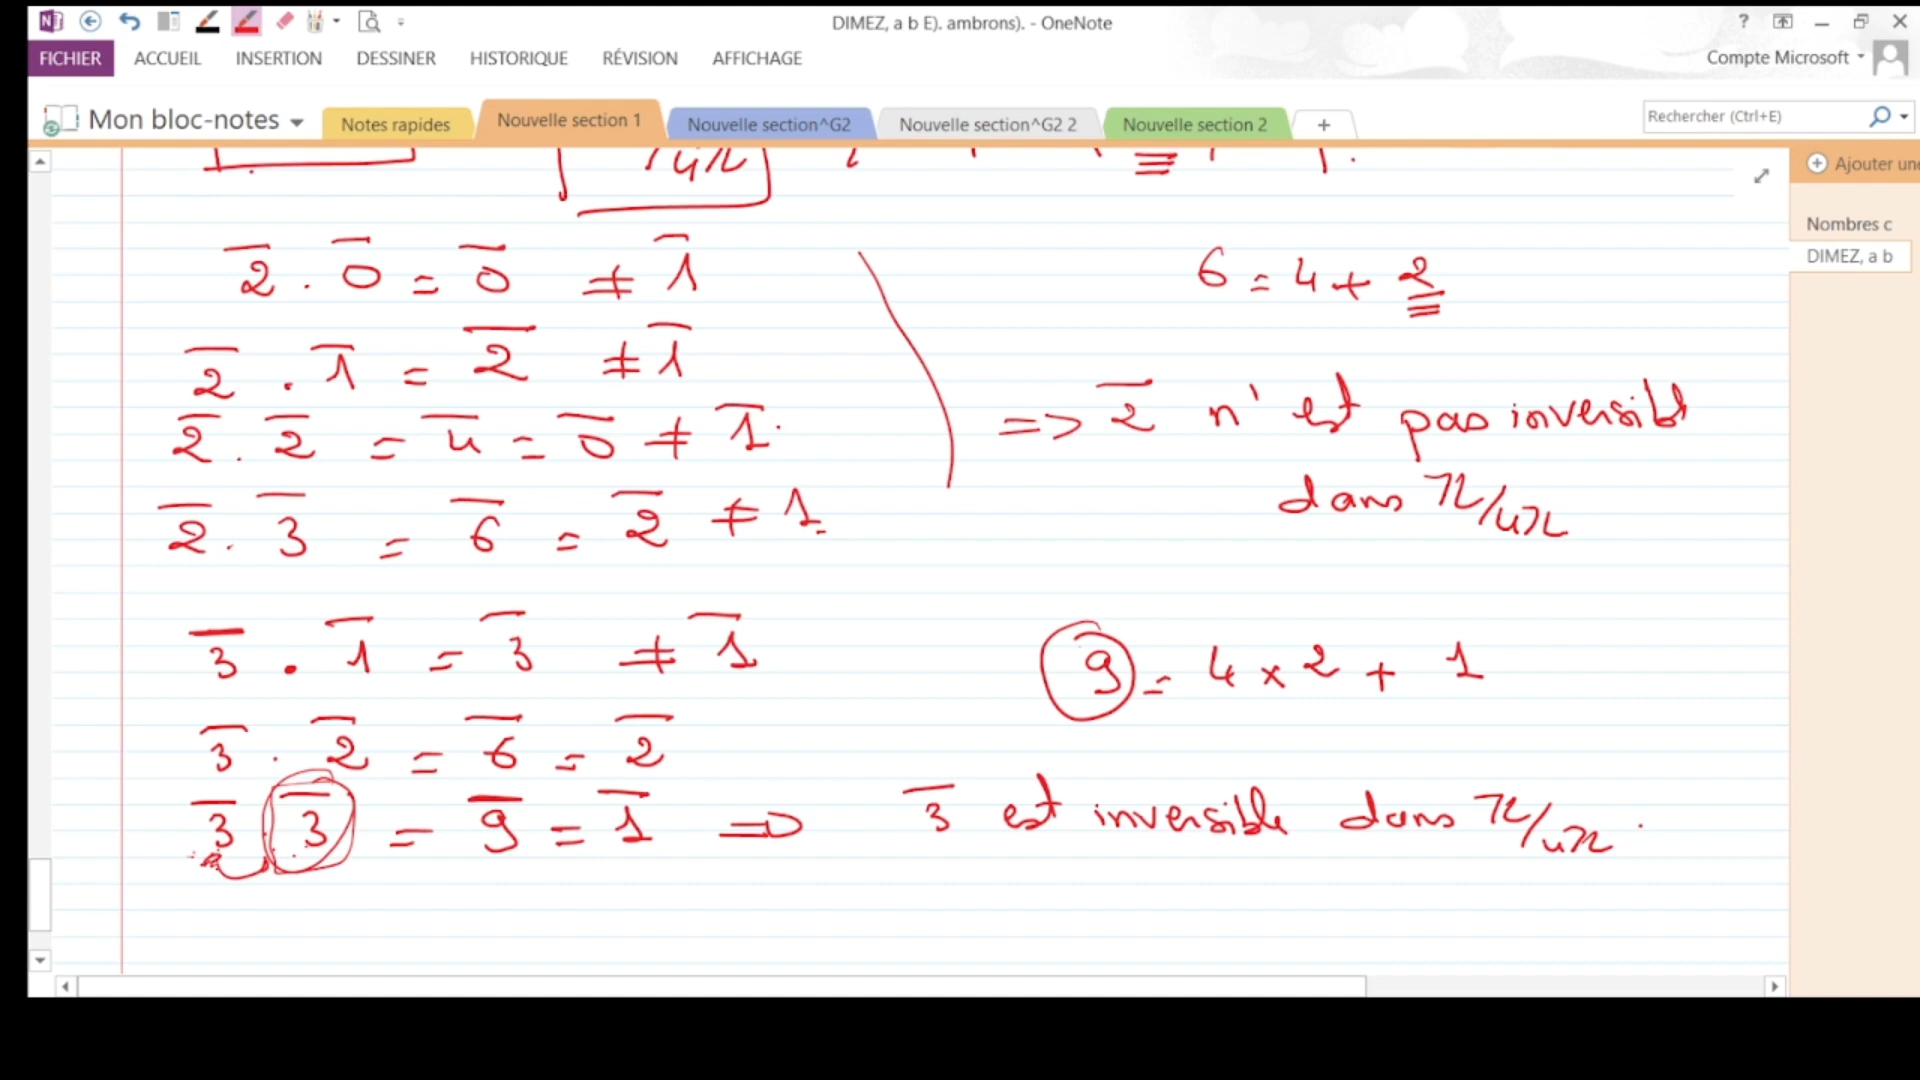 DIMEZ, a b E). ambrons). - OneNote
FICHIER ACCUEIL INSERTION DESSINER HISTORIQUE RÉVISION AFFICHAGE
Compte Microsoft
Mon bloc-notes
Notes rapides
Nouvelle section 1
Nouvelle section^G2
Nouvelle section^G2 2
Nouvelle section 2
+
Rechercher (Ctrl+E)
Ajouter une
Nombres c
DIMEZ, a b
/4ℤ
2̅ . 0̅ = 0̅ ≠ 1̅
6 = 4 + 2
2̅ . 1̅ = 2̅ ≠ 1̅
2̅ . 2̅ = 4̅ = 0̅ ≠ 1̅.
=> 2̅ n'est pas inversibl
dans ℤ/4ℤ
2̅ . 3̅ = 6̅ = 2̅ ≠ 1
3̅ . 1̅ = 3̅ ≠ 1̅
9̅ = 4 x 2 + 1
3̅ . 2̅ = 6̅ = 2̅
3̅ . 3̅ = 9̅ = 1̅ => 3̅ est inversible dans ℤ/4ℤ.